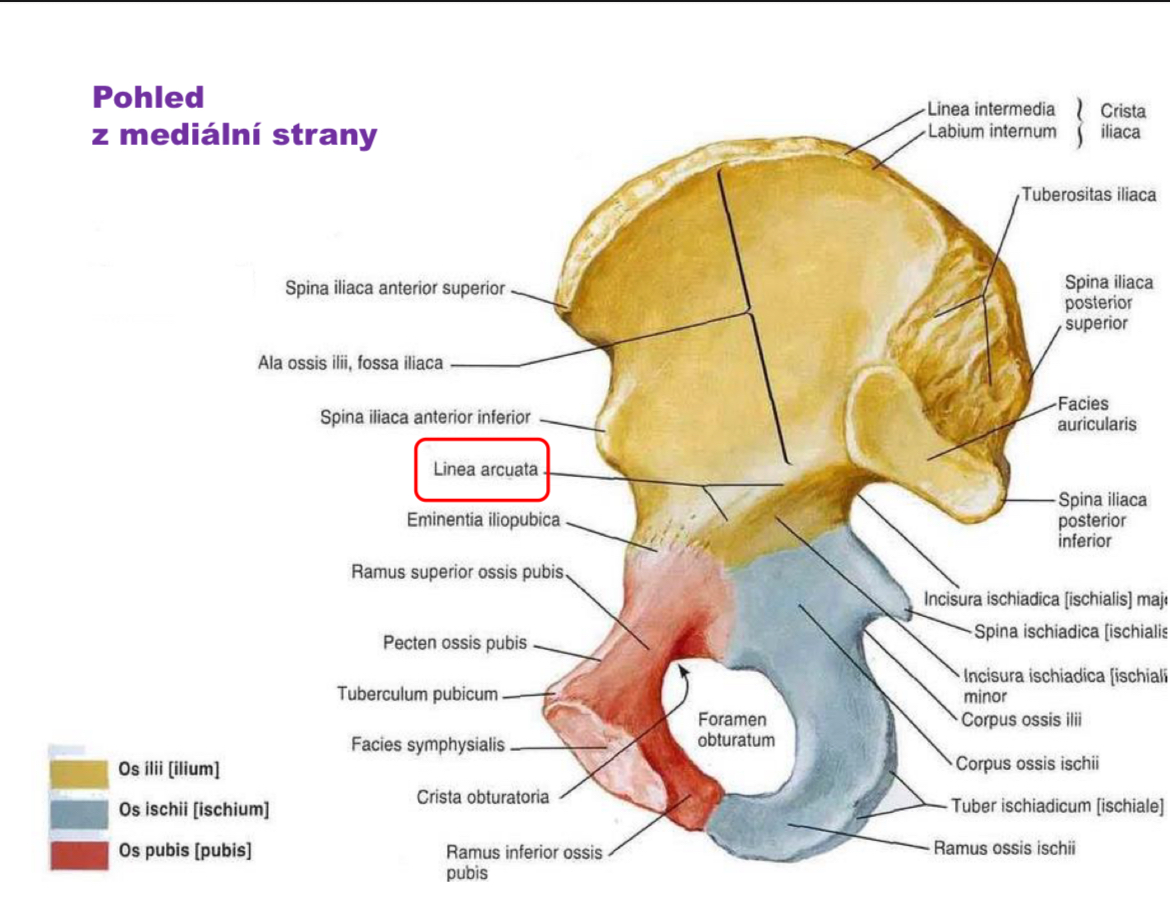 Pohled
z mediální strany
Linea intermedia
Labium internum
Crista
iliaca
Tuberositas iliaca
Spina iliaca
posterior
superior
Facies
auricularis
Spina iliaca
posterior
inferior
Incisura ischiadica [ischialis] maj
Spina ischiadica [ischialis
Incisura ischiadica [ischiali
minor
Corpus ossis ilii
Corpus ossis ischii
Tuber ischiadicum [ischiale]
Ramus ossis ischii
Spina iliaca anterior superior
Ala ossis ilii, fossa iliaca
Spina iliaca anterior inferior
Linea arcuata
Eminentia iliopubica
Ramus superior ossis pubis
Pecten ossis pubis
Tuberculum pubicum
Facies symphysialis
Crista obturatoria
Ramus inferior ossis
pubis
Foramen
obturatum
Os ilii [ilium]
Os ischii [ischium]
Os pubis [pubis]